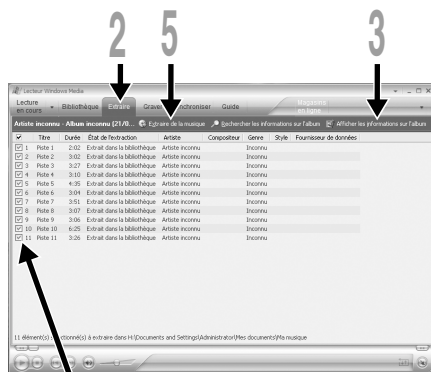 2 5 3
Lecteur Windows Media
Lecture en cours Bibliothèque Extraire Graver Synchroniser Guide Magasins en ligne
Artiste inconnu - Album inconnu [21/0... Extraire de la musique Rechercher les informations sur l'album Afficher les informations sur l'album
Titre Durée État de l'extraction Artiste Compositeur Genre Style Fournisseur de données
1 Piste 1 2:02 Extrait dans la bibliothèque Artiste inconnu Inconnu
2 Piste 2 3:02 Extrait dans la bibliothèque Artiste inconnu Inconnu
3 Piste 3 3:27 Extrait dans la bibliothèque Artiste inconnu Inconnu
4 Piste 4 3:10 Extrait dans la bibliothèque Artiste inconnu Inconnu
5 Piste 5 4:35 Extrait dans la bibliothèque Artiste inconnu Inconnu
6 Piste 6 3:04 Extrait dans la bibliothèque Artiste inconnu Inconnu
7 Piste 7 3:51 Extrait dans la bibliothèque Artiste inconnu Inconnu
8 Piste 8 3:07 Extrait dans la bibliothèque Artiste inconnu Inconnu
9 Piste 9 3:06 Extrait dans la bibliothèque Artiste inconnu Inconnu
10 Piste 10 6:25 Extrait dans la bibliothèque Artiste inconnu Inconnu
11 Piste 11 3:26 Extrait dans la bibliothèque Artiste inconnu Inconnu
11 élément(s) sélectionné(s) à extraire dans H:\Documents and Settings\Administrator\Mes documents\Ma musique